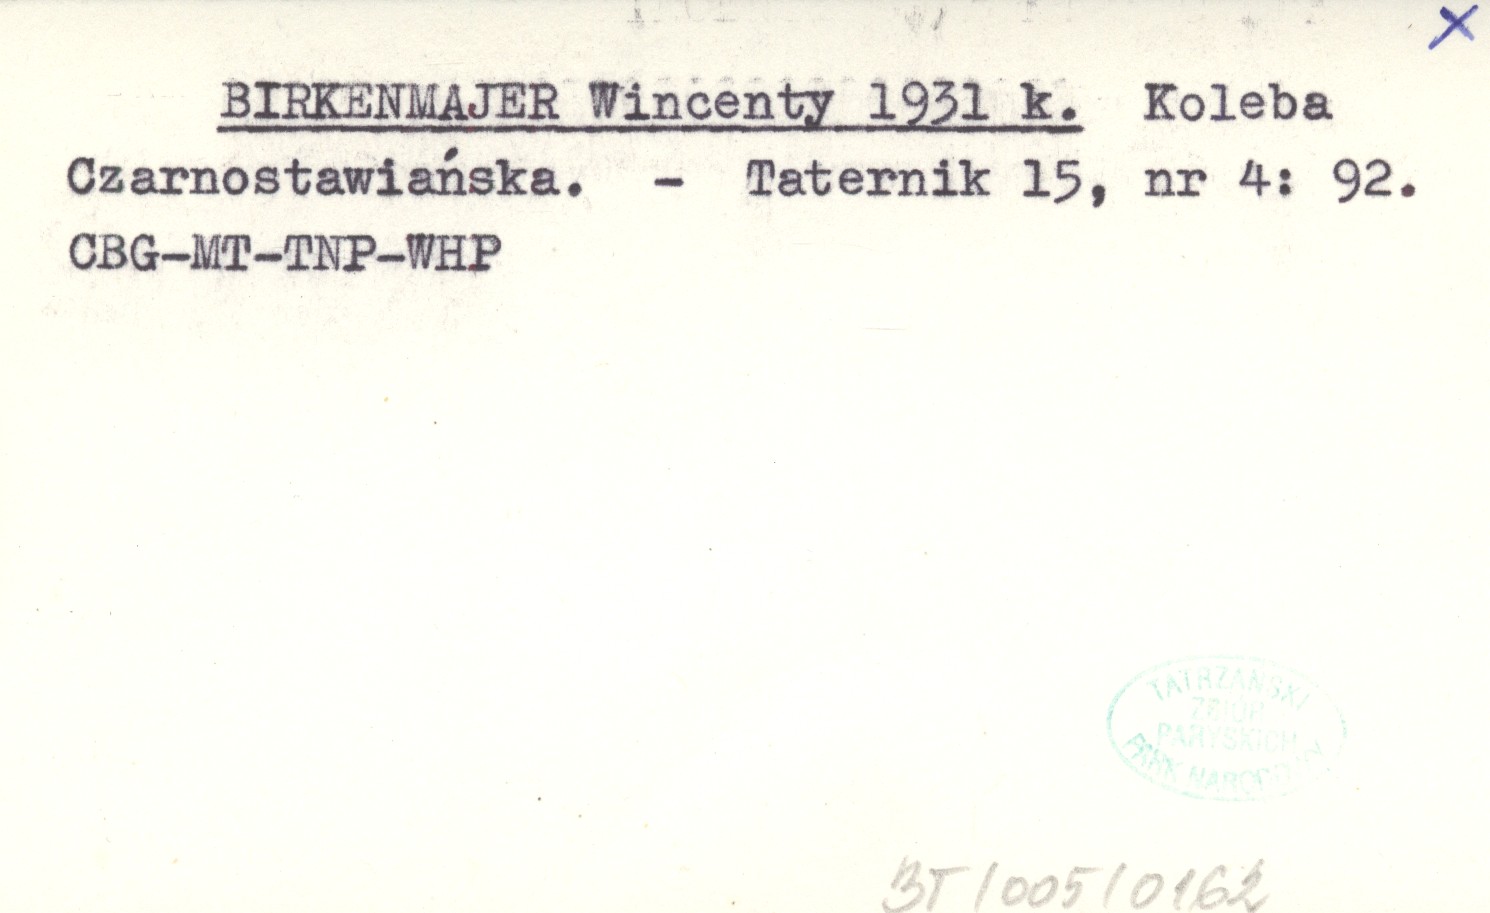 X
BIRKENMAJER Wincenty 1931 k. Koleba
Czarnostawiańska. - Taternik 15, nr 4: 92.
CBG-MT-TNP-WHP
TATRZAŃSKI
ZBIÓR
PARYSKICH
PARK NARODOWY
BT/005/0162